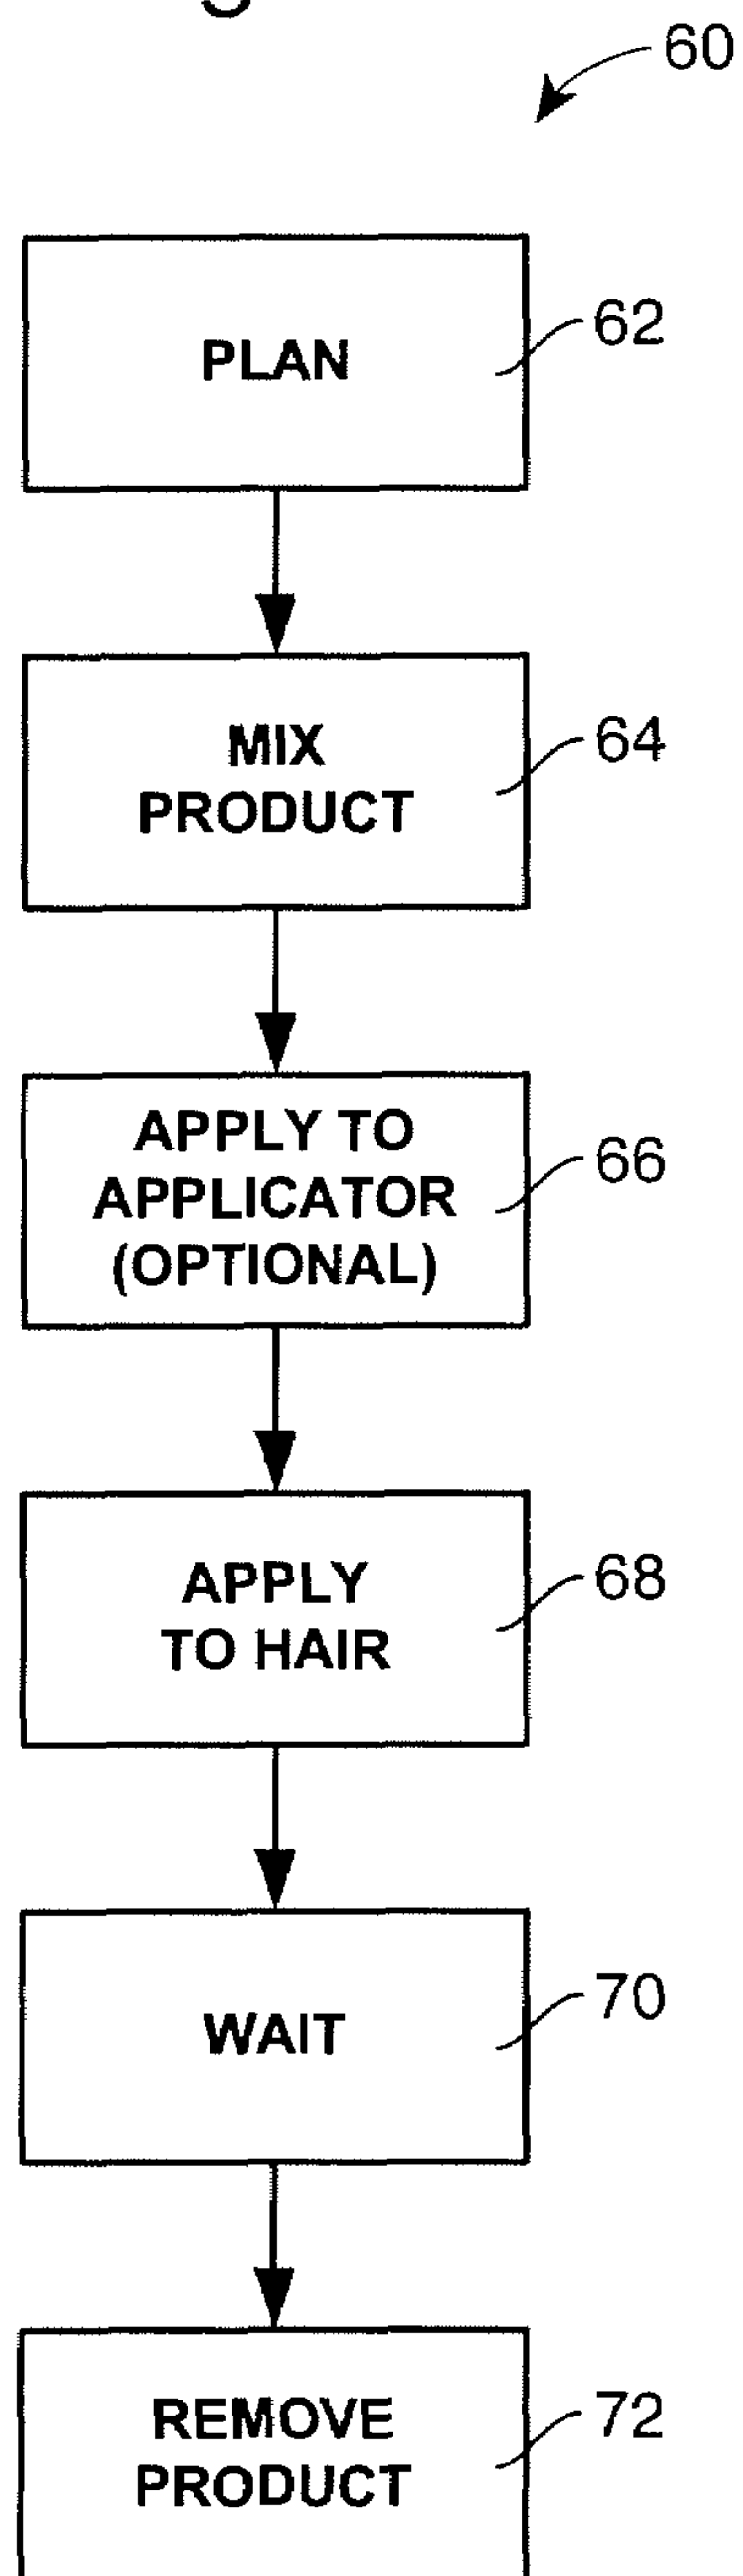 60
PLAN
62
MIX
PRODUCT
64
APPLY TO
APPLICATOR
(OPTIONAL)
66
APPLY
TO HAIR
68
WAIT
70
REMOVE
PRODUCT
72